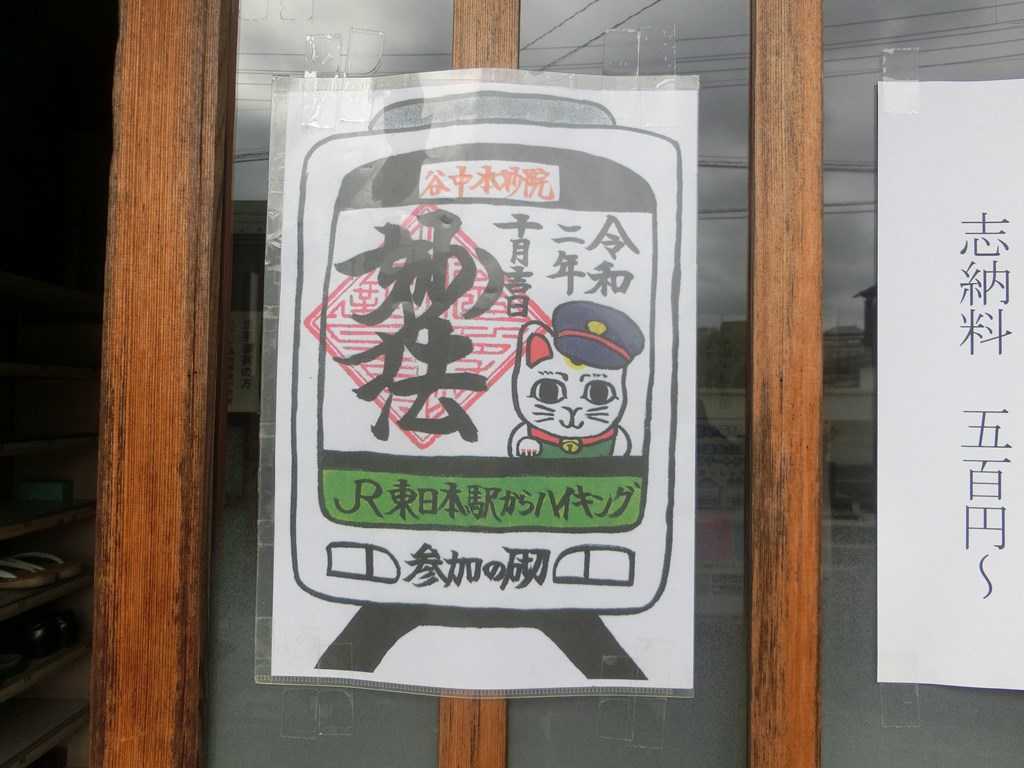 谷中本妙院
令和
二年
十月吉日
妙法
JR東日本駅からハイキング
参加の砌
志納料 五百円～